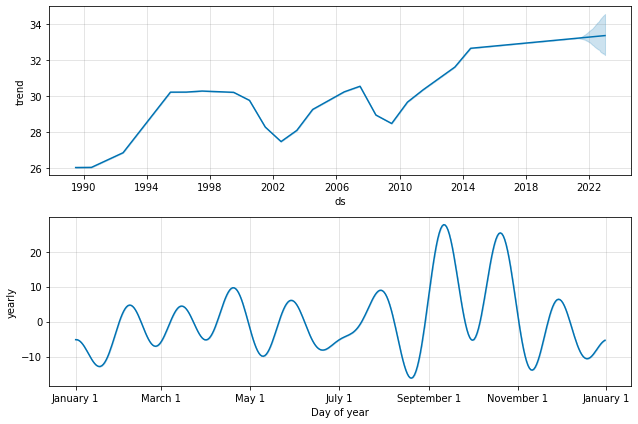 34
32
30
28
26
trend
1990
1994
1998
2002
2006
2010
2014
2018
2022
ds
20
10
0
−10
yearly
January 1
March 1
May 1
July 1
September 1
November 1
January 1
Day of year